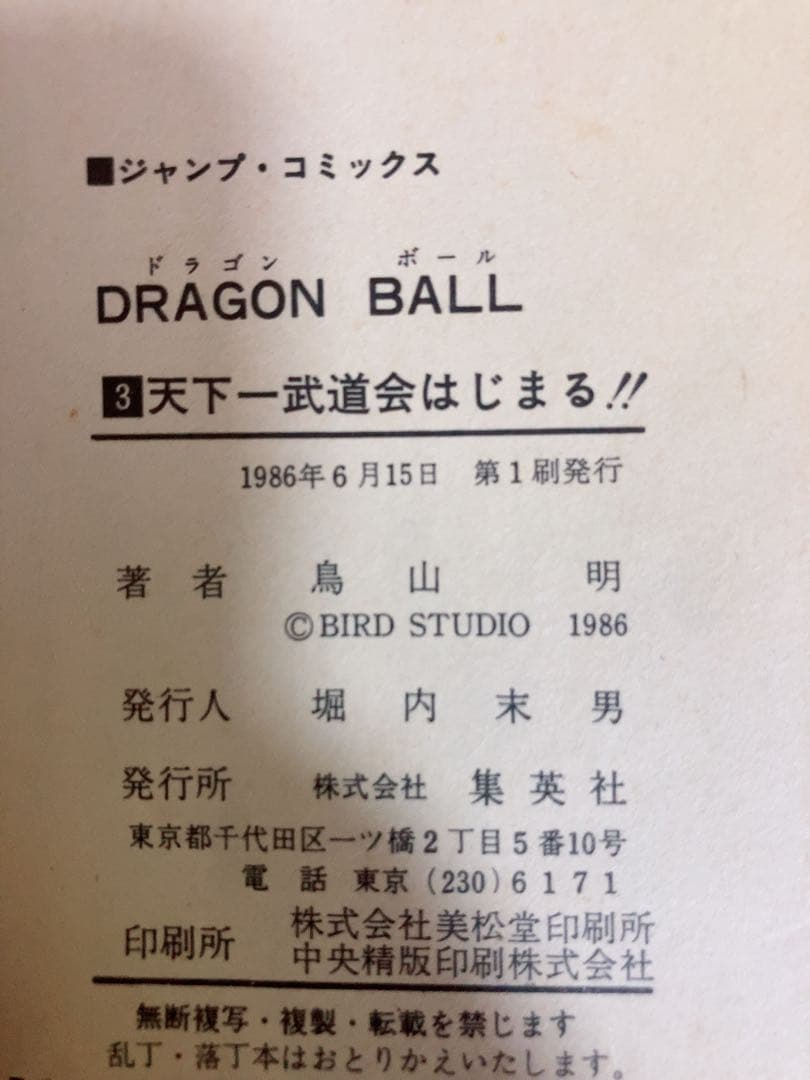 ■ジャンプ・コミックス
ドラゴン ボール
DRAGON BALL
3 天下一武道会はじまる!!
1986年6月15日 第1刷発行
著者 鳥山 明
©BIRD STUDIO 1986
発行人 堀内末男
発行所 株式会社 集英社
東京都千代田区一ツ橋2丁目5番10号
電話 東京(230)6171
印刷所 株式会社美松堂印刷所
中央精版印刷株式会社
無断複写・複製・転載を禁じます
乱丁・落丁本はおとりかえいたします。